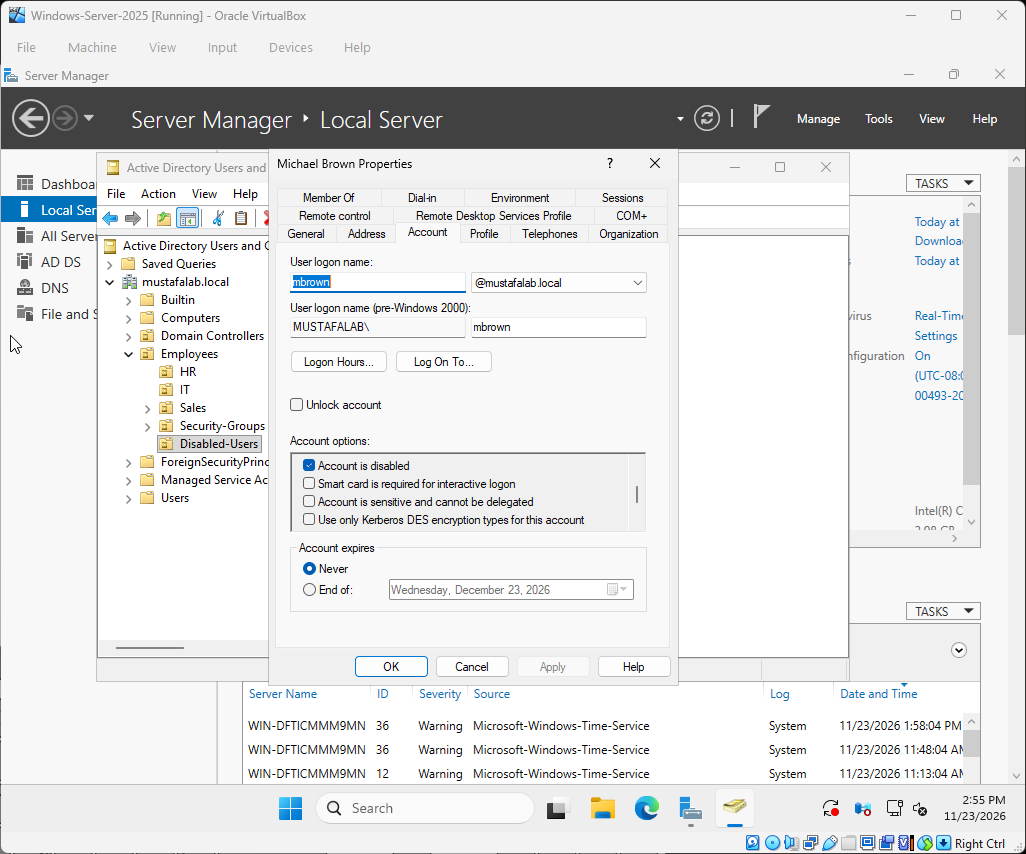 Windows-Server-2025 [Running] - Oracle VirtualBox
File Machine View Input Devices Help
Server Manager
Server Manager Local Server
Manage Tools View Help
Dashboa
Local Ser
All Server
AD DS
DNS
File and S
Active Directory Users and
File Action View Help
Active Directory Users and C
Saved Queries
mustafalab.local
Builtin
Computers
Domain Controllers
Employees
HR
IT
Sales
Security-Groups
Disabled-Users
ForeignSecurityPrinc
Managed Service Ac
Users
Michael Brown Properties
?
Member Of Dial-in Environment Sessions
Remote control Remote Desktop Services Profile COM+
General Address Account Profile Telephones Organization
User logon name:
mbrown @mustafalab.local
User logon name (pre-Windows 2000):
MUSTAFALAB\ mbrown
Logon Hours... Log On To...
Unlock account
Account options:
Account is disabled
Smart card is required for interactive logon
Account is sensitive and cannot be delegated
Use only Kerberos DES encryption types for this account
Account expires
Never
End of: Wednesday, December 23, 2026
OK Cancel Apply Help
TASKS
Today at
Downloa
Today at
irus Real-Time
Settings
nfiguration On
(UTC-08:0
00493-20
Intel(R) C
TASKS
Server Name ID Severity Source Log Date and Time
WIN-DFTICMMM9MN 36 Warning Microsoft-Windows-Time-Service System 11/23/2026 1:58:04 PM
WIN-DFTICMMM9MN 36 Warning Microsoft-Windows-Time-Service System 11/23/2026 11:48:04 AM
WIN-DFTICMMM9MN 12 Warning Microsoft-Windows-Time-Service System 11/23/2026 11:13:04 AM
Search
2:55 PM
11/23/2026
Right Ctrl